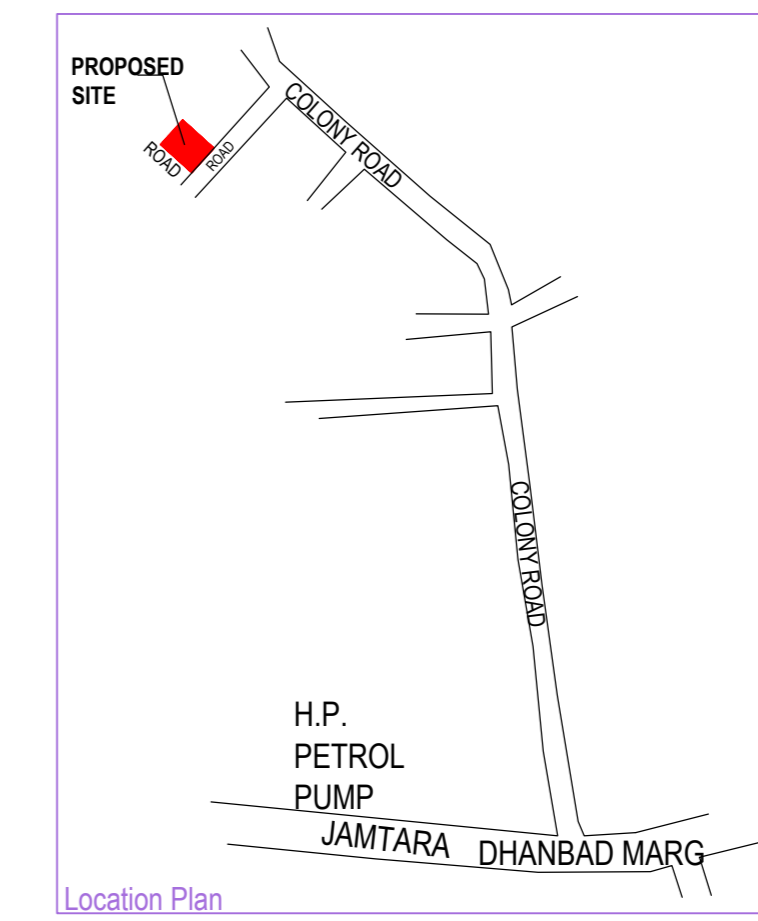 PROPOSED
SITE
COLONY ROAD
ROAD
ROAD
COLONY ROAD
H.P.
PETROL
PUMP
JAMTARA
DHANBAD MARG
Location Plan